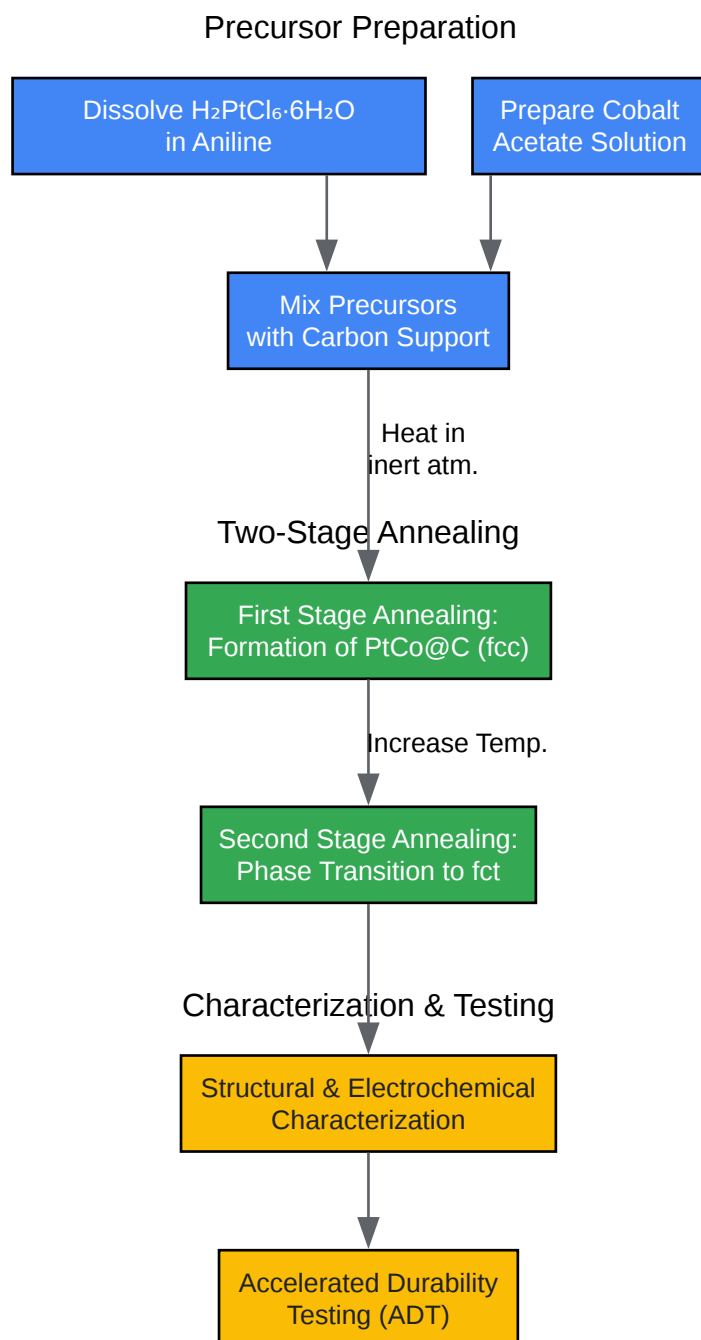 Precursor Preparation
Dissolve H₂PtCl₆·6H₂O
in Aniline
Prepare Cobalt
Acetate Solution
Mix Precursors
with Carbon Support
Heat in
inert atm.
Two-Stage Annealing
First Stage Annealing:
Formation of PtCo@C (fcc)
Increase Temp.
Second Stage Annealing:
Phase Transition to fct
Characterization & Testing
Structural & Electrochemical
Characterization
Accelerated Durability
Testing (ADT)